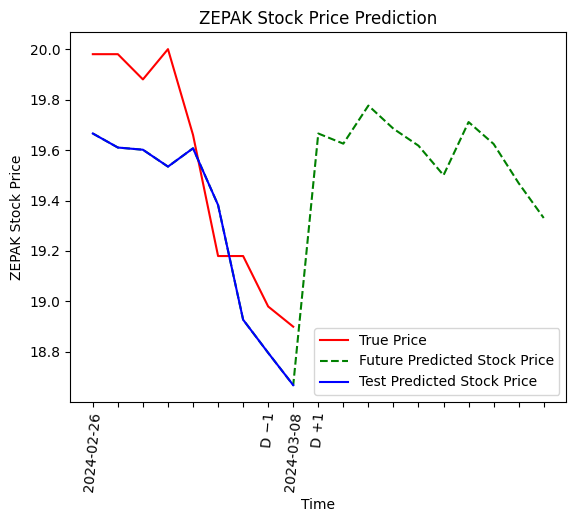 ZEPAK Stock Price Prediction
20.0
19.8
19.6
19.4
19.2
19.0
18.8
ZEPAK Stock Price
True Price
Future Predicted Stock Price
Test Predicted Stock Price
2024-02-26
D −1
2024-03-08
D +1
Time